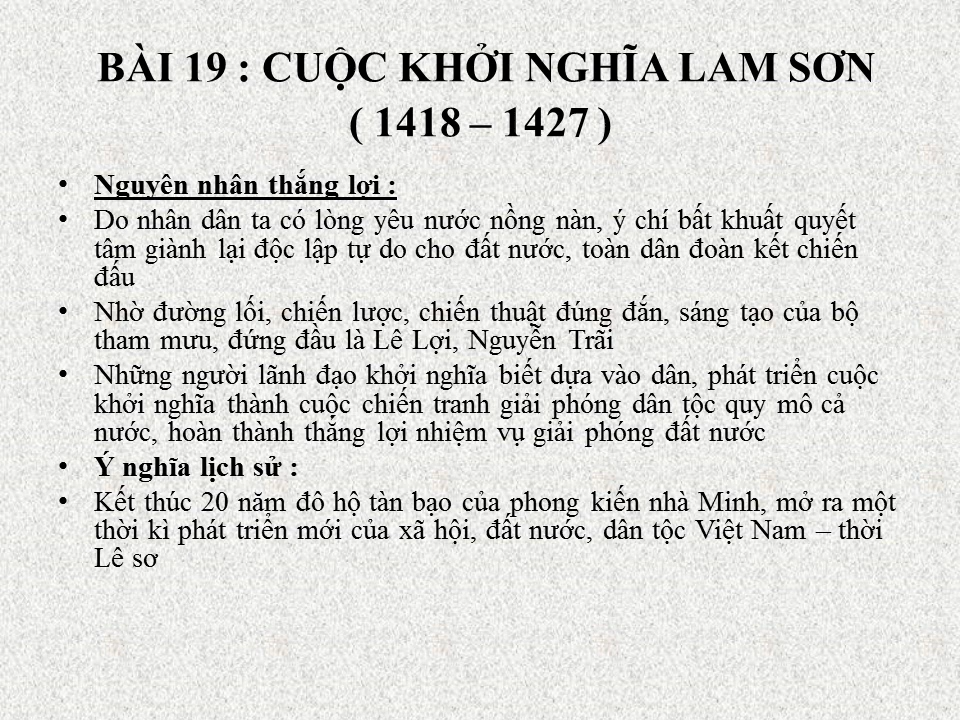 BÀI 19 : CUỘC KHỞI NGHĨA LAM SƠN
( 1418 – 1427 )
• Nguyên nhân thắng lợi :
• Do nhân dân ta có lòng yêu nước nồng nàn, ý chí bất khuất quyết
tâm giành lại độc lập tự do cho đất nước, toàn dân đoàn kết chiến
đấu
• Nhờ đường lối, chiến lược, chiến thuật đúng đắn, sáng tạo của bộ
tham mưu, đứng đầu là Lê Lợi, Nguyễn Trãi
• Những người lãnh đạo khởi nghĩa biết dựa vào dân, phát triển cuộc
khởi nghĩa thành cuộc chiến tranh giải phóng dân tộc quy mô cả
nước, hoàn thành thắng lợi nhiệm vụ giải phóng đất nước
• Ý nghĩa lịch sử :
• Kết thúc 20 năm đô hộ tàn bạo của phong kiến nhà Minh, mở ra một
thời kì phát triển mới của xã hội, đất nước, dân tộc Việt Nam – thời
Lê sơ